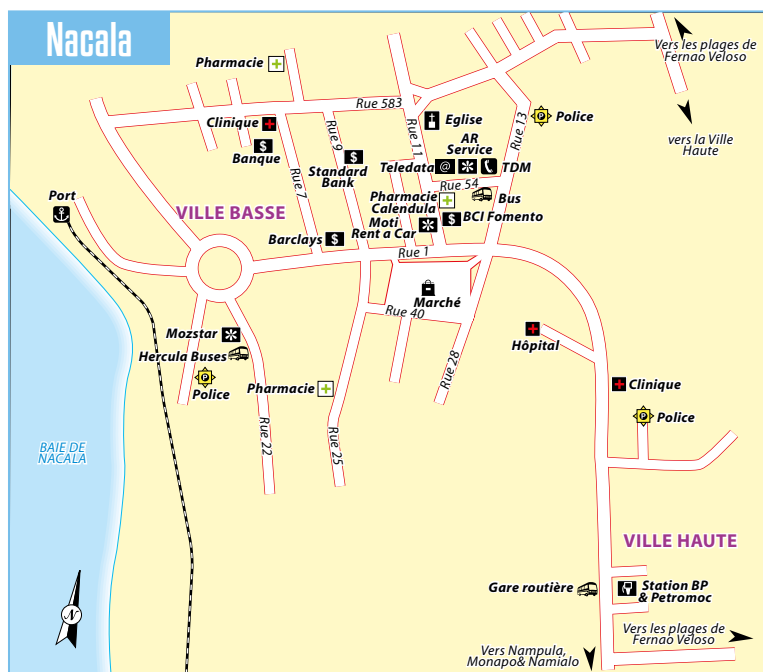 Nacala
Vers les plages de
Fernao Veloso
Pharmacie
Rue 583
Clinique
Banque
Rue 9
Rue 11
Eglise
Rue 13
Police
vers la Ville
Haute
AR
Service
Teledata
@
TDM
Standard
Bank
Rue 7
Rue 54
Port
VILLE BASSE
Pharmacie
Calendula
Bus
BCI Fomento
Moti
Rent a Car
Barclays
Rue 1
Marché
Rue 40
Mozstar
Hercula Buses
Police
Pharmacie
Rue 28
Hôpital
Clinique
Police
Rue 22
Rue 25
BAIE DE
NACALA
VILLE HAUTE
Gare routière
Station BP
& Petromoc
N
Vers les plages de
Fernao Veloso
Vers Nampula,
Monapo& Namialo